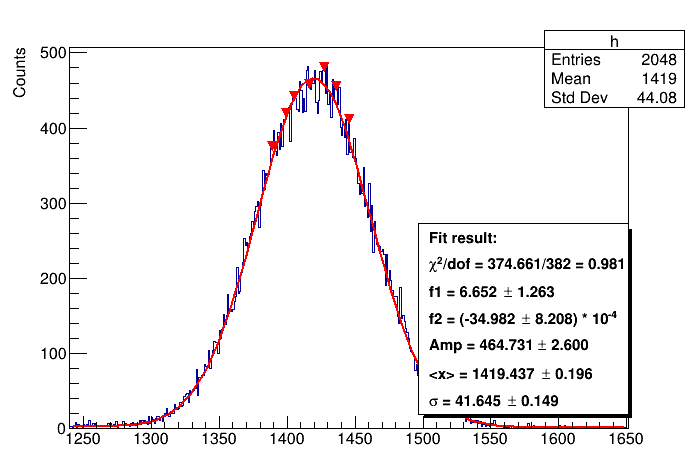 h
Entries 2048
Mean 1419
Std Dev 44.08
Counts
500
400
300
200
100
0
Fit result:
χ²/dof = 374.661/382 = 0.981
f1 = 6.652 ± 1.263
f2 = (-34.982 ± 8.208) * 10⁻⁴
Amp = 464.731 ± 2.600
<x> = 1419.437 ± 0.196
σ = 41.645 ± 0.149
1250 1300 1350 1400 1450 1500 1550 1600 1650